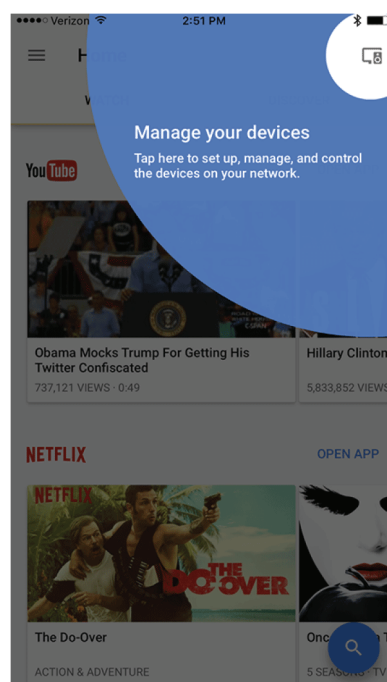 Verizon
2:51 PM
Manage your devices
Tap here to set up, manage, and control
the devices on your network.
YouTube
Obama Mocks Trump For Getting His
Twitter Confiscated
737,121 VIEWS · 0:49
Hillary Clinton
5,833,852 VIEWS
NETFLIX
OPEN APP
NETFLIX
THE
DO OVER
The Do-Over
ACTION & ADVENTURE
5 SEASONS · TV